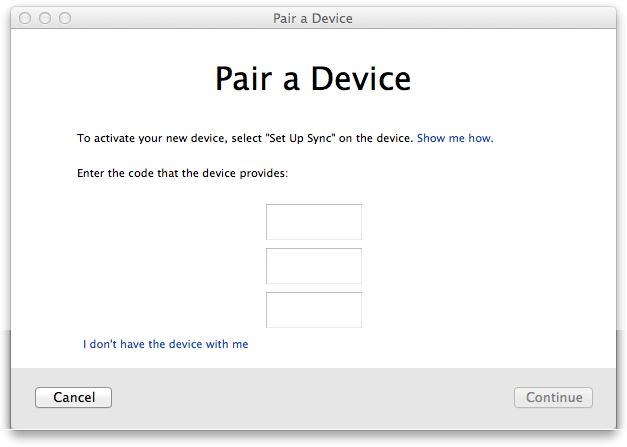 Pair a Device
Pair a Device
To activate your new device, select "Set Up Sync" on the device. Show me how.
Enter the code that the device provides:
I don't have the device with me
Cancel
Continue